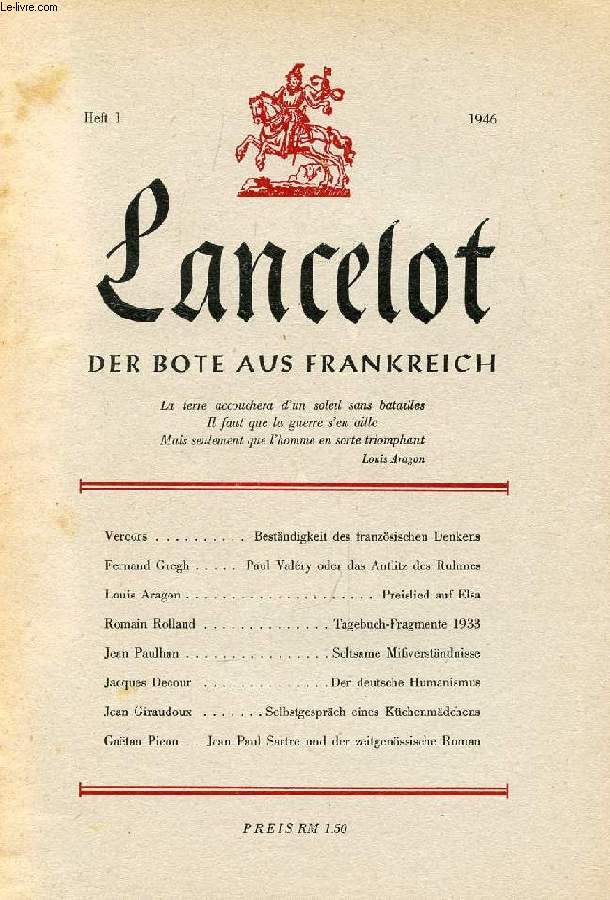 Le-livre.com
Heft 1 1946
Lancelot
DER BOTE AUS FRANKREICH
La terre accouchera d'un soleil sans batailles
Il faut que la guerre s'en aille
Mais seulement que l'homme en sorte triomphant
Louis Aragon
Vercors . . . . . . . . . . Beständigkeit des französischen Denkens
Fernand Gregh . . . . . Paul Valéry oder das Antlitz des Ruhmes
Louis Aragon . . . . . . . . . . . . . . . . . . . . . Preislied auf Elsa
Romain Rolland . . . . . . . . . . . . . . Tagebuch-Fragmente 1933
Jean Paulhan . . . . . . . . . . . . . . . . Seltsame Mißverständnisse
Jacques Decour . . . . . . . . . . . . . . Der deutsche Humanismus
Jean Giraudoux . . . . . . . Selbstgespräch eines Küchenmädchens
Gaëtan Picon . . Jean Paul Sartre und der zeitgenössische Roman
PREIS RM 1.50